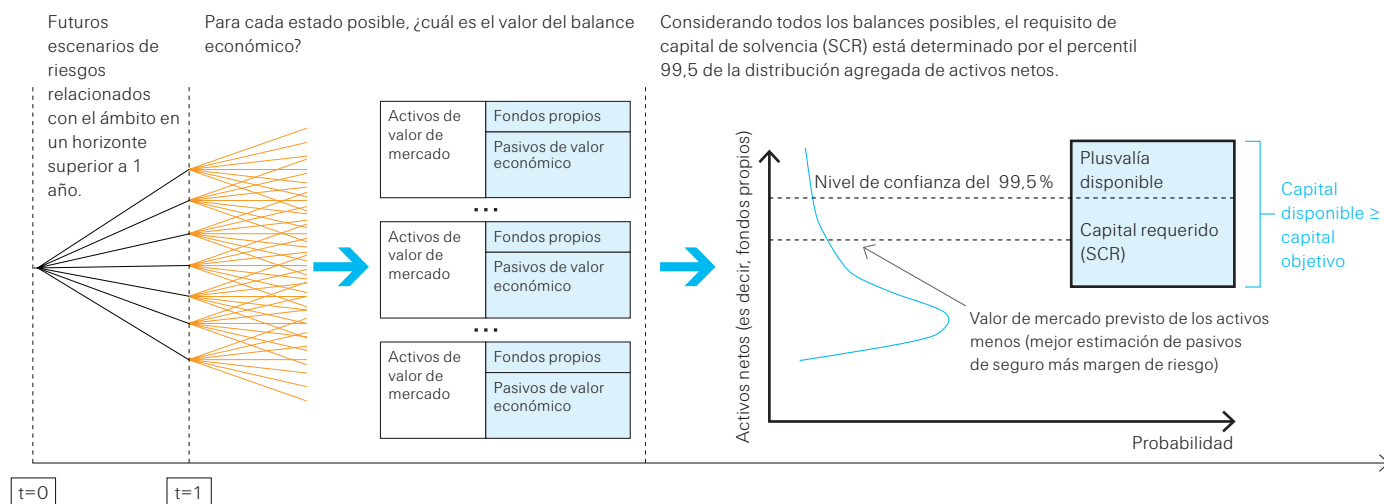 Futuros
escenarios de
riesgos
relacionados
con el ámbito en
un horizonte
superior a 1
año.
Para cada estado posible, ¿cuál es el valor del balance
económico?
Considerando todos los balances posibles, el requisito de
capital de solvencia (SCR) está determinado por el percentil
99,5 de la distribución agregada de activos netos.
Activos de
valor de
mercado
Fondos propios
Pasivos de valor
económico
...
Activos de
valor de
mercado
Fondos propios
Pasivos de valor
económico
...
Activos de
valor de
mercado
Fondos propios
Pasivos de valor
económico
Activos netos (es decir, fondos propios)
Nivel de confianza del 99,5 %
Plusvalía
disponible
Capital requerido
(SCR)
Capital
disponible ≥
capital
objetivo
Valor de mercado previsto de los activos
menos (mejor estimación de pasivos
de seguro más margen de riesgo)
Probabilidad
t=0
t=1